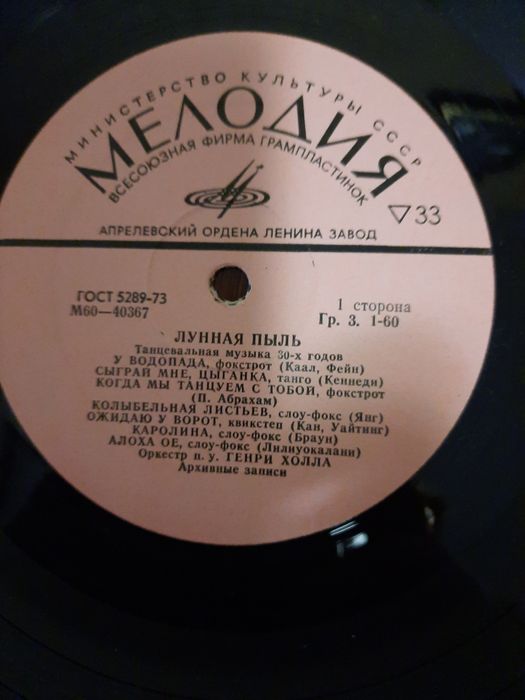 МИНИСТЕРСТВО КУЛЬТУРЫ СССР
МЕЛОДИЯ
ВСЕСОЮЗНАЯ ФИРМА ГРАМПЛАСТИНОК
▽ 33
АПРЕЛЕВСКИЙ ОРДЕНА ЛЕНИНА ЗАВОД
ГОСТ 5289-73
М60—40367
1 сторона
Гр. 3. 1-60
ЛУННАЯ ПЫЛЬ
Танцевальная музыка 30-х годов
У ВОДОПАДА, фокстрот (Каал, Фейн)
СЫГРАЙ МНЕ, ЦЫГАНКА, танго (Кеннеди)
КОГДА МЫ ТАНЦУЕМ С ТОБОЙ, фокстрот
(П. Абрахам)
КОЛЫБЕЛЬНАЯ ЛИСТЬЕВ, слоу-фокс (Янг)
ОЖИДАЮ У ВОРОТ, квикстеп (Кан, Уайтинг)
КАРОЛИНА, слоу-фокс (Браун)
АЛОХА ОЕ, слоу-фокс (Лилиуокалани)
Оркестр п. у. ГЕНРИ ХОЛЛА
Архивные записи